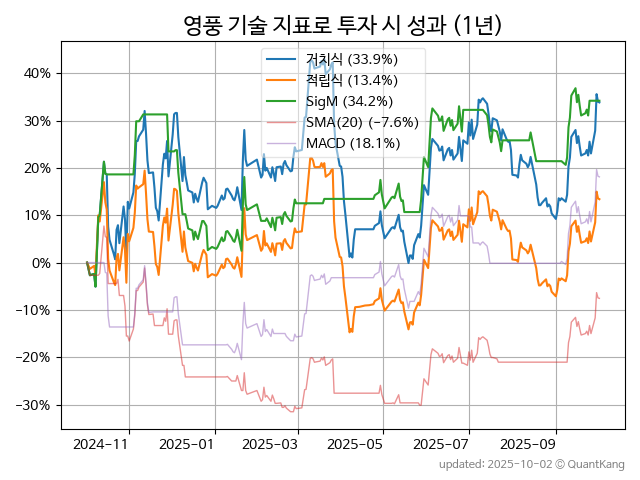 영풍 기술 지표로 투자 시 성과 (1년)
거치식 (33.9%)
적립식 (13.4%)
SigM (34.2%)
SMA(20) (−7.6%)
MACD (18.1%)
40%
30%
20%
10%
0%
−10%
−20%
−30%
2024-11 2025-01 2025-03 2025-05 2025-07 2025-09
updated: 2025-10-02 © QuantKang